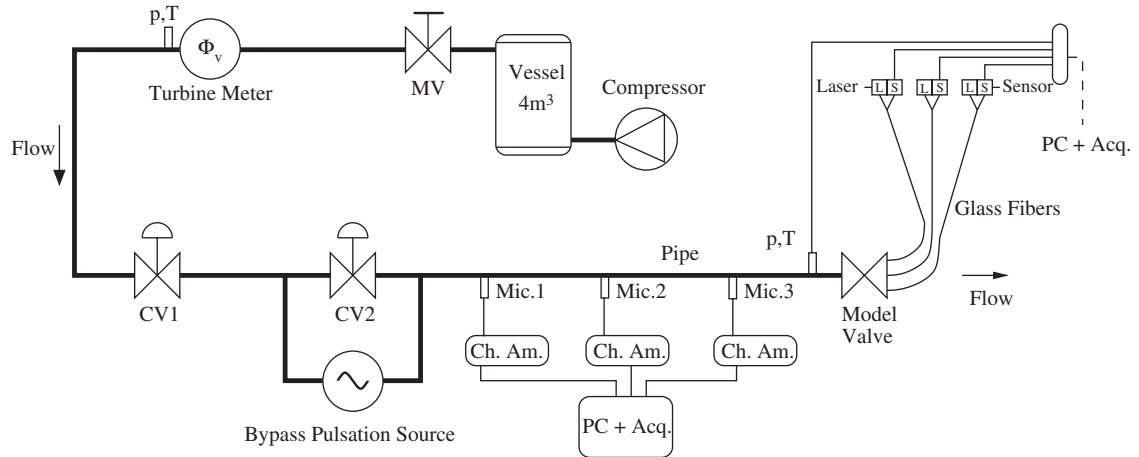 p,T
Φv
Turbine Meter
MV
Vessel
4m³
Compressor
Laser
L S
L S
L S
Sensor
PC + Acq.
Flow
Glass Fibers
CV1
CV2
Pipe
p,T
Mic.1
Mic.2
Mic.3
Flow
Model
Valve
Ch. Am.
Ch. Am.
Ch. Am.
Bypass Pulsation Source
PC + Acq.